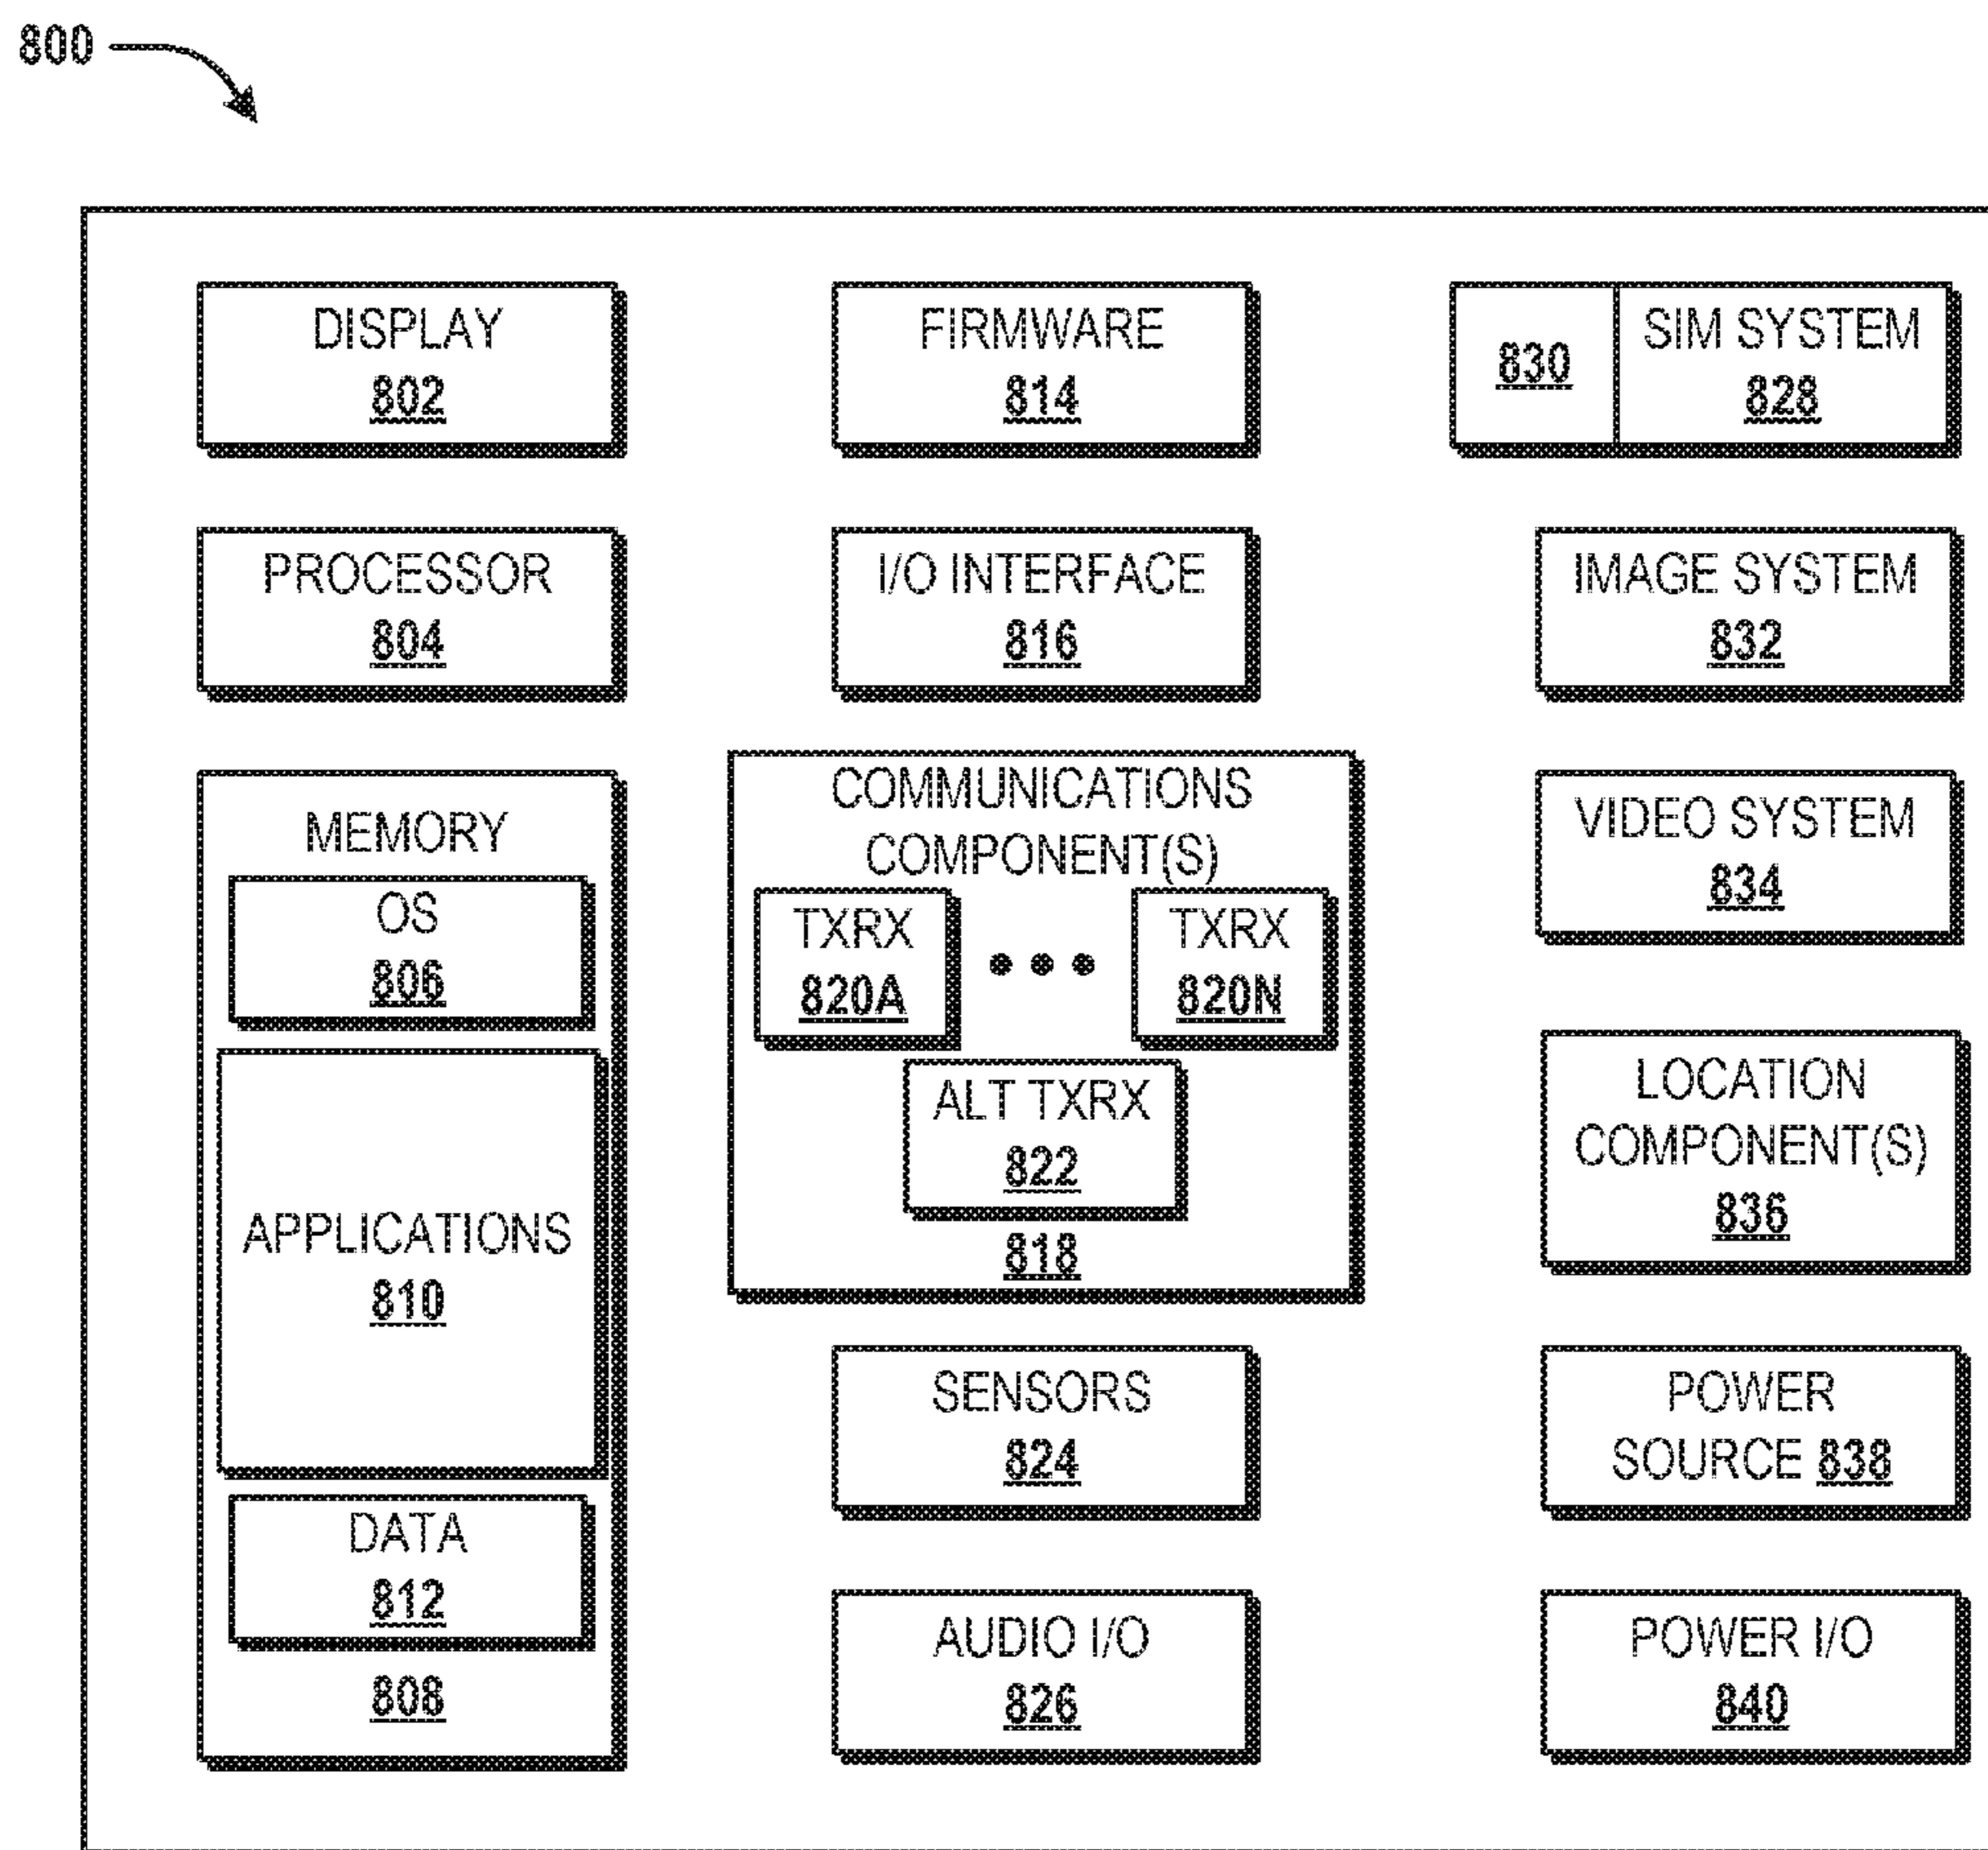 800
DISPLAY
802
PROCESSOR
804
MEMORY
OS
806
APPLICATIONS
810
DATA
812
808
FIRMWARE
814
I/O INTERFACE
816
COMMUNICATIONS
COMPONENT(S)
TXRX
820A
TXRX
820N
ALT TXRX
822
818
SENSORS
824
AUDIO I/O
826
830
SIM SYSTEM
828
IMAGE SYSTEM
832
VIDEO SYSTEM
834
LOCATION
COMPONENT(S)
836
POWER
SOURCE 838
POWER I/O
840